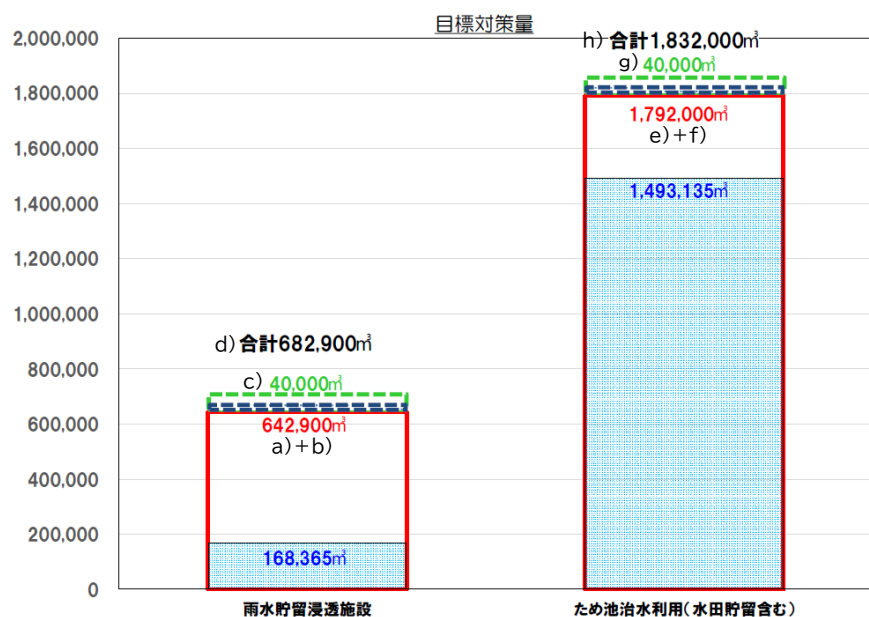 目標対策量
2,000,000
1,800,000
1,600,000
1,400,000
1,200,000
1,000,000
800,000
600,000
400,000
200,000
0
d) 合計682,900㎥
c) 40,000㎥
642,900㎥
a)+b)
168,365㎥
雨水貯留浸透施設
h) 合計1,832,000㎥
g) 40,000㎥
1,792,000㎥
e)+f)
1,493,135㎥
ため池治水利用(水田貯留含む)